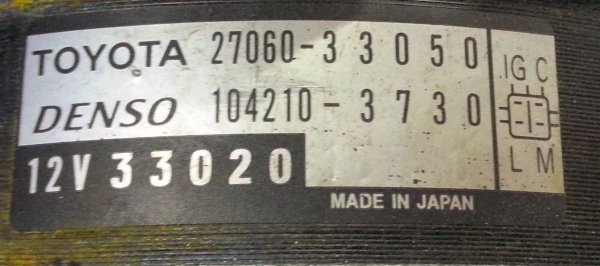 TOYOTA 27060-33050
DENSO 104210-3730
12V 33020
MADE IN JAPAN
IG C
L M